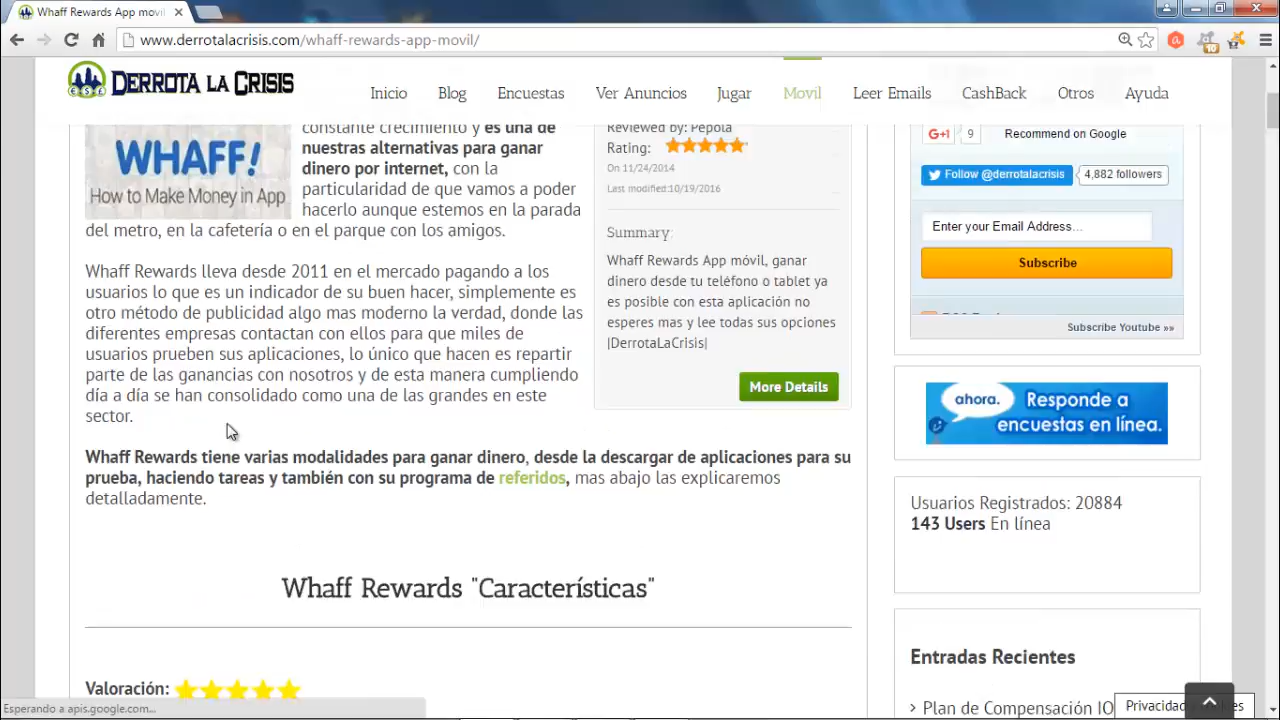 Whaff Rewards App movil
www.derrotalacrisis.com/whaff-rewards-app-movil/
10
DERROTA LA CRISIS
Inicio Blog Encuestas Ver Anuncios Jugar Movil Leer Emails CashBack Otros Ayuda
WHAFF!
How to Make Money in App
constante crecimiento y es una de
nuestras alternativas para ganar
dinero por internet, con la
particularidad de que vamos a poder
hacerlo aunque estemos en la parada
del metro, en la cafetería o en el parque con los amigos.
Whaff Rewards lleva desde 2011 en el mercado pagando a los
usuarios lo que es un indicador de su buen hacer, simplemente es
otro método de publicidad algo mas moderno la verdad, donde las
diferentes empresas contactan con ellos para que miles de
usuarios prueben sus aplicaciones, lo único que hacen es repartir
parte de las ganancias con nosotros y de esta manera cumpliendo
día a día se han consolidado como una de las grandes en este
sector.
Whaff Rewards tiene varias modalidades para ganar dinero, desde la descargar de aplicaciones para su
prueba, haciendo tareas y también con su programa de referidos, mas abajo las explicaremos
detalladamente.
Whaff Rewards "Características"
Valoración:
Esperando a apis.google.com...
Reviewed by: Pepola
Rating:
On 11/24/2014
Last modified:10/19/2016
Summary:
Whaff Rewards App móvil, ganar
dinero desde tu teléfono o tablet ya
es posible con esta aplicación no
esperes mas y lee todas sus opciones
|DerrotaLaCrisis|
More Details
G+1 9 Recommend on Google
Follow @derrotalacrisis 4,882 followers
Enter your Email Address...
Subscribe
Subscribe Youtube »»
ahora. Responde a
encuestas en línea.
Usuarios Registrados: 20884
143 Users En línea
Entradas Recientes
Plan de Compensación IO